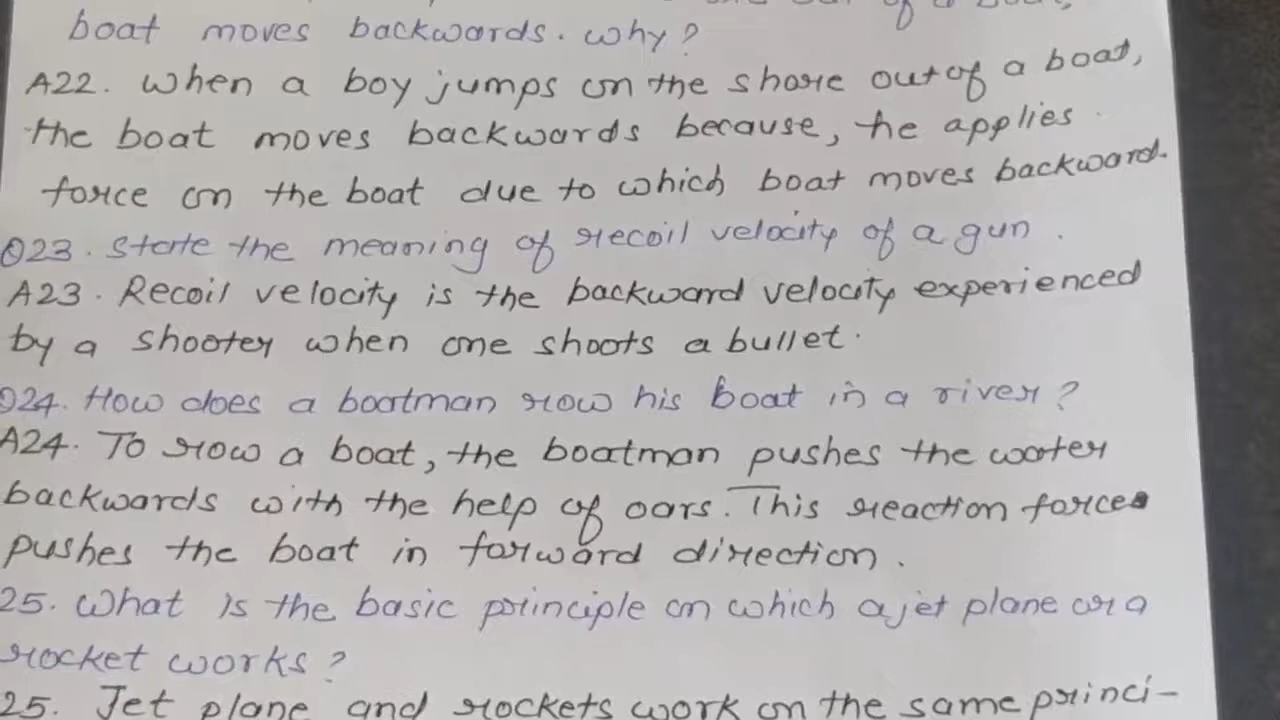 boat moves backwards. why?
A22. When a boy jumps on the shore out of a boat,
the boat moves backwards because, he applies
force on the boat due to which boat moves backward.
Q23. State the meaning of recoil velocity of a gun.
A23. Recoil velocity is the backward velocity experienced
by a shooter when one shoots a bullet.
Q24. How does a boatman row his boat in a river?
A24. To row a boat, the boatman pushes the water
backwards with the help of oars. This reaction force
pushes the boat in forward direction.
25. What is the basic principle on which a jet plane or a
rocket works?
25. Jet plane and rockets work on the same princi-